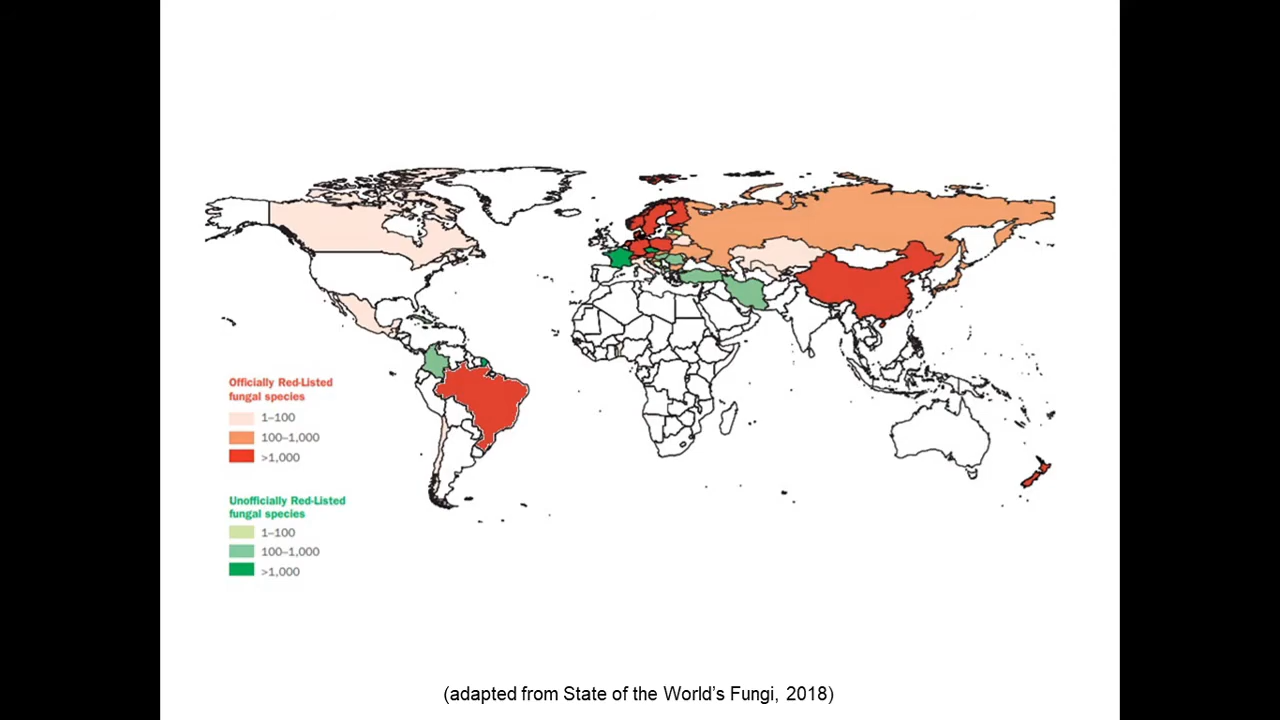 Officially Red-Listed
fungal species
1–100
100–1,000
>1,000
Unofficially Red-Listed
fungal species
1–100
100–1,000
>1,000
(adapted from State of the World’s Fungi, 2018)